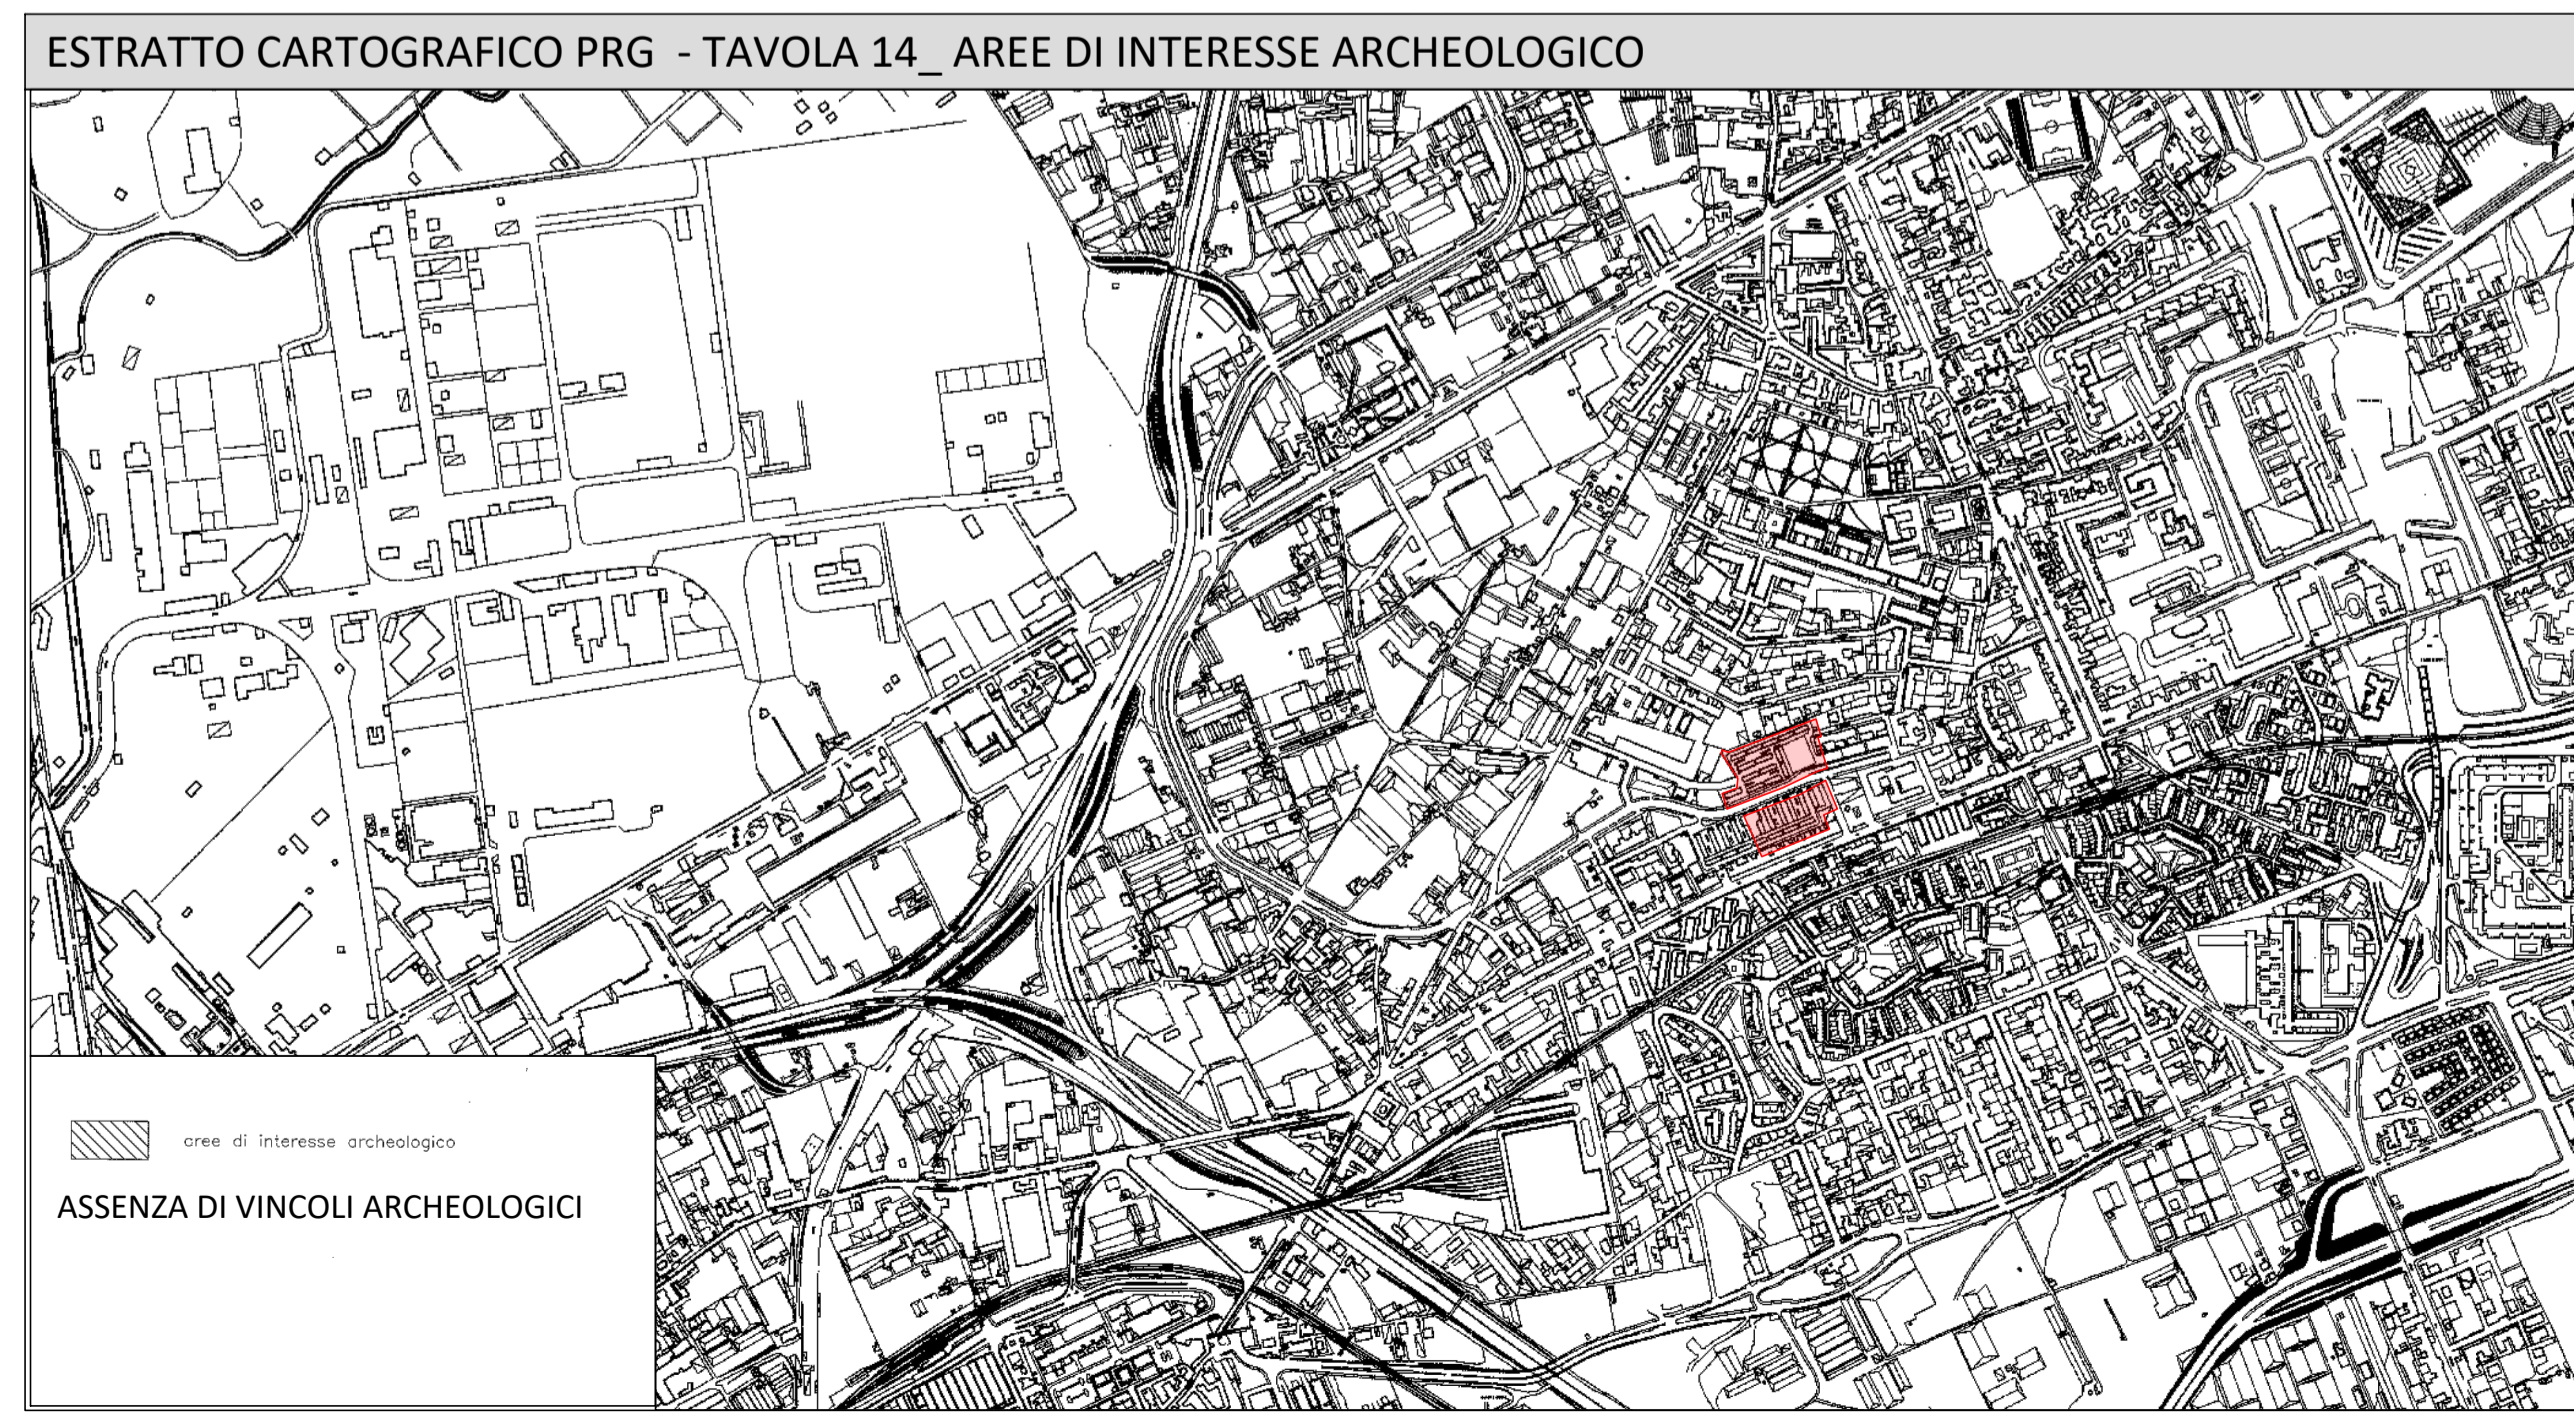 ESTRATTO CARTOGRAFICO PRG - TAVOLA 14_ AREE DI INTERESSE ARCHEOLOGICO
aree di interesse archeologico
ASSENZA DI VINCOLI ARCHEOLOGICI